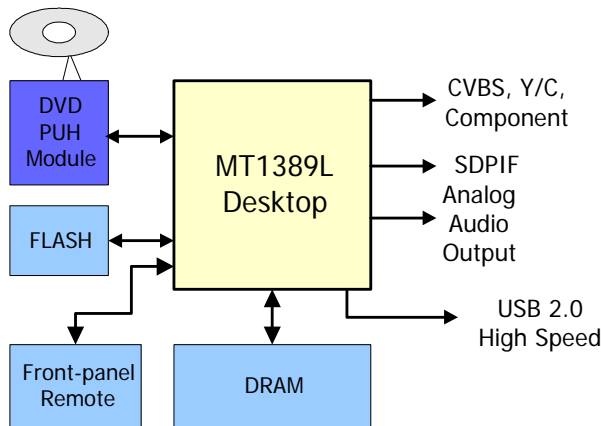 DVD
PUH
Module
FLASH
Front-panel
Remote
MT1389L
Desktop
DRAM
CVBS, Y/C,
Component
SDPIF
Analog
Audio
Output
USB 2.0
High Speed